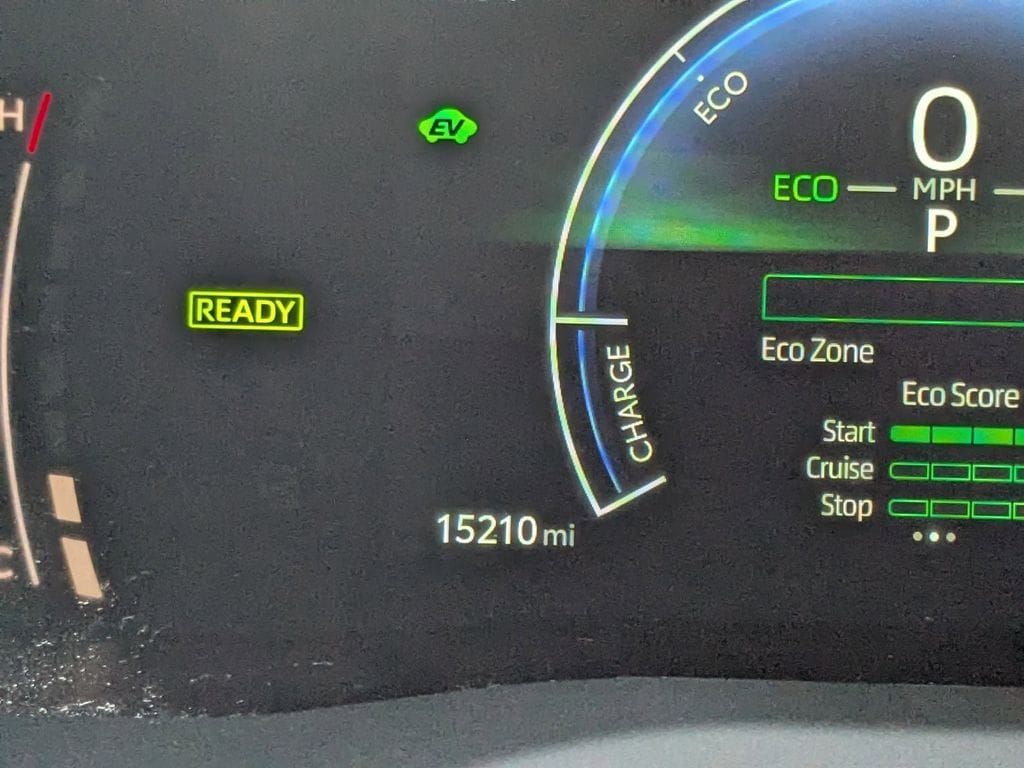 H
EV
ECO
0
ECO
MPH
P
READY
Eco Zone
CHARGE
Eco Score
Start
Cruise
Stop
15210 mi
C